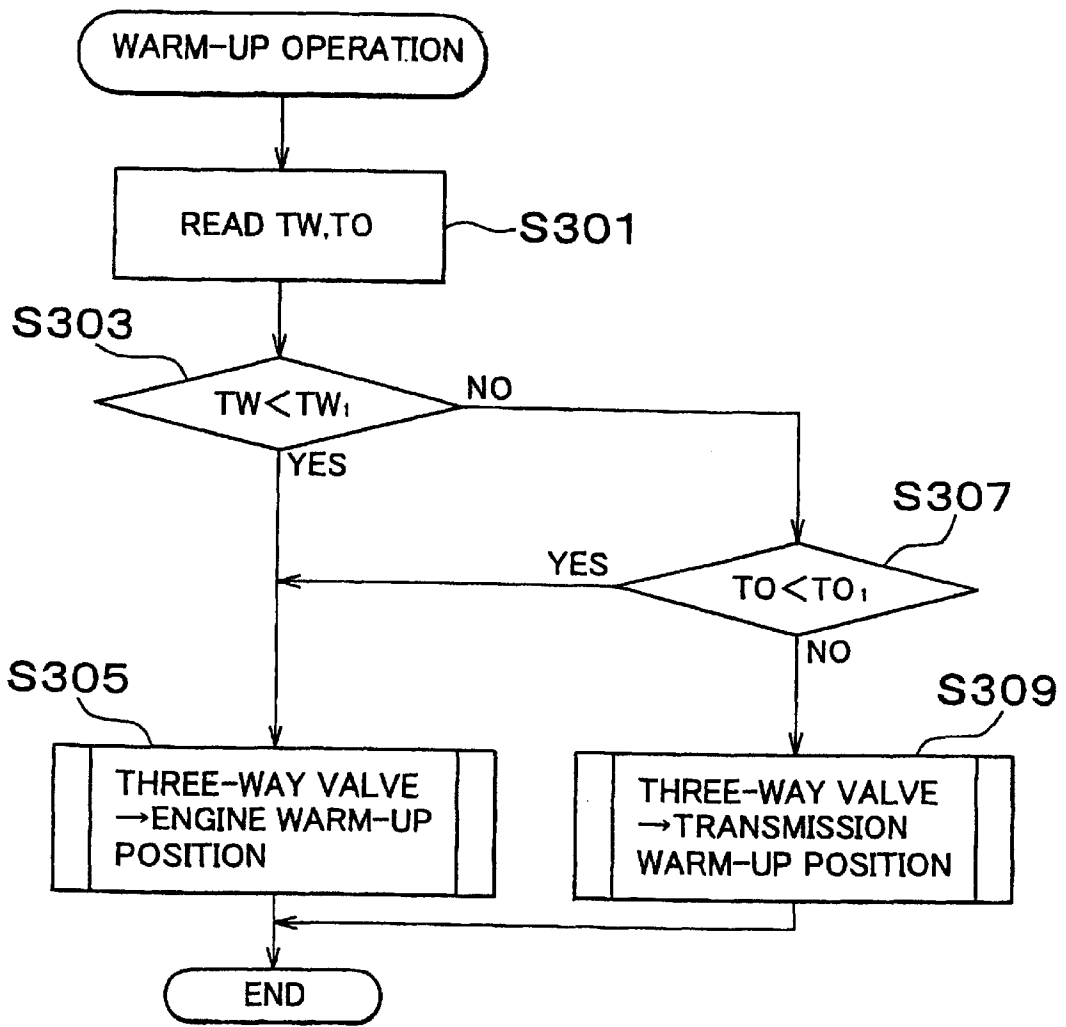 WARM-UP OPERATION
READ TW,TO
S301
S303
TW<TW₁
NO
YES
S307
YES
TO<TO₁
NO
S305
S309
THREE-WAY VALVE
→ENGINE WARM-UP
POSITION
THREE-WAY VALVE
→TRANSMISSION
WARM-UP POSITION
END